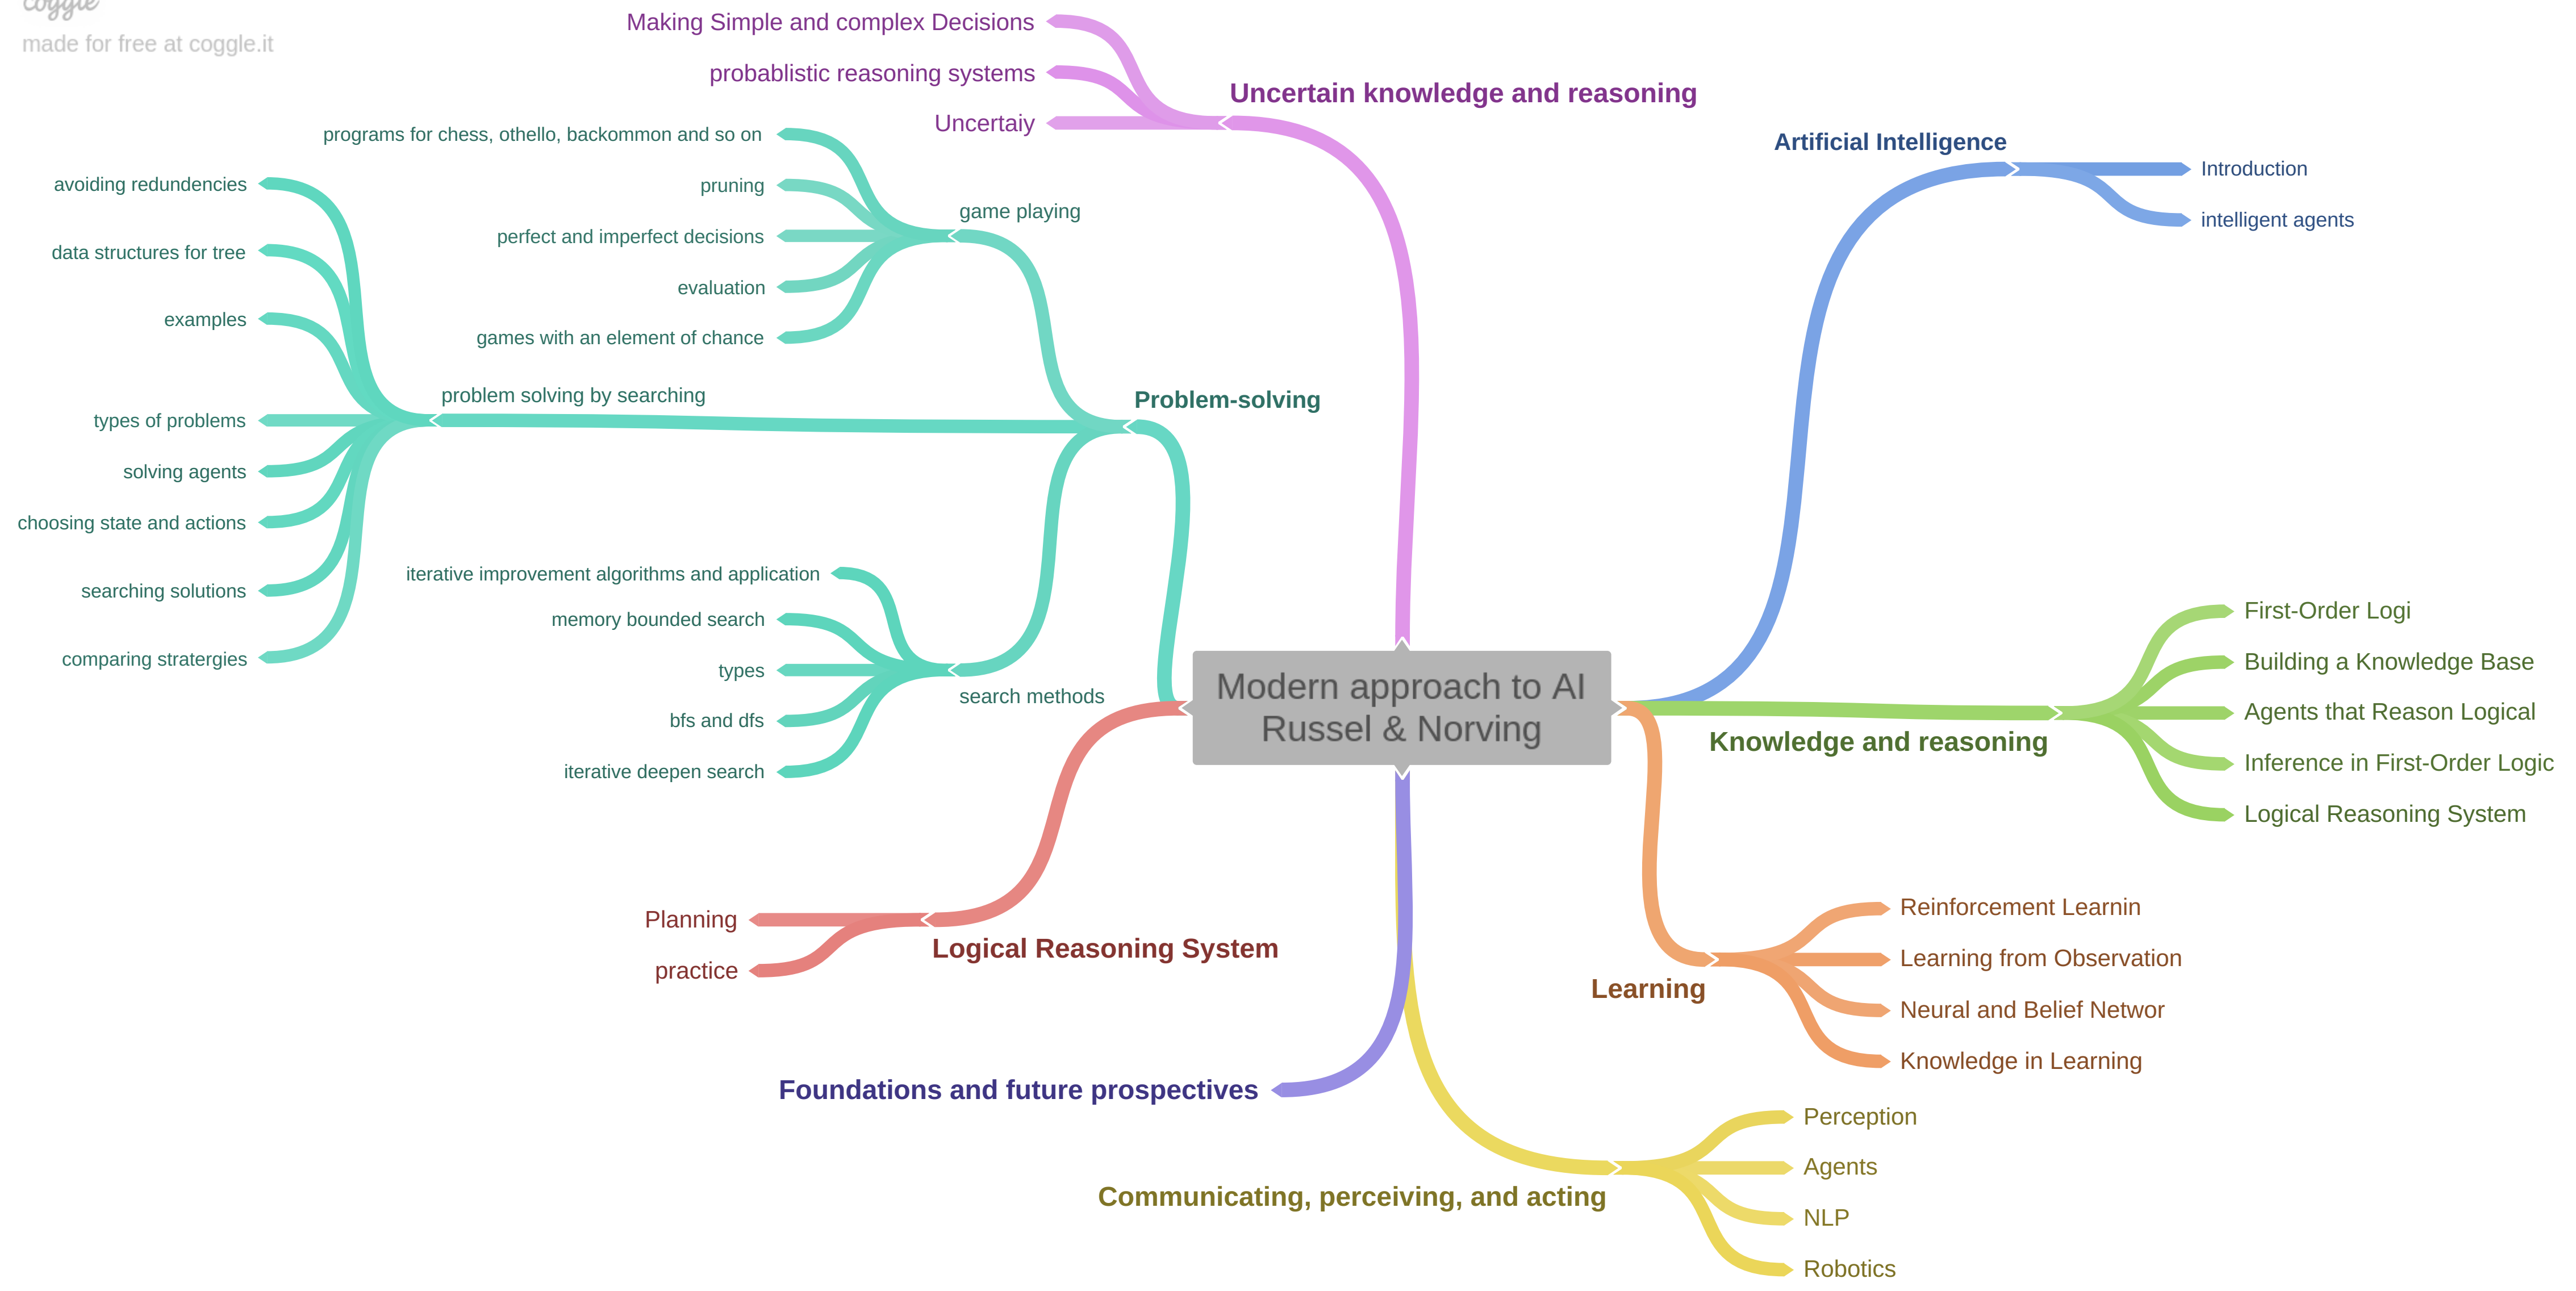 coggle
made for free at coggle.it
Modern approach to AI
Russel & Norving
Uncertain knowledge and reasoning
Making Simple and complex Decisions
probablistic reasoning systems
Uncertaiy
Artificial Intelligence
Introduction
intelligent agents
Problem-solving
game playing
programs for chess, othello, backommon and so on
pruning
perfect and imperfect decisions
evaluation
games with an element of chance
problem solving by searching
avoiding redundencies
data structures for tree
examples
types of problems
solving agents
choosing state and actions
searching solutions
comparing stratergies
search methods
iterative improvement algorithms and application
memory bounded search
types
bfs and dfs
iterative deepen search
Knowledge and reasoning
First-Order Logi
Building a Knowledge Base
Agents that Reason Logical
Inference in First-Order Logic
Logical Reasoning System
Logical Reasoning System
Planning
practice
Learning
Reinforcement Learnin
Learning from Observation
Neural and Belief Networ
Knowledge in Learning
Foundations and future prospectives
Communicating, perceiving, and acting
Perception
Agents
NLP
Robotics